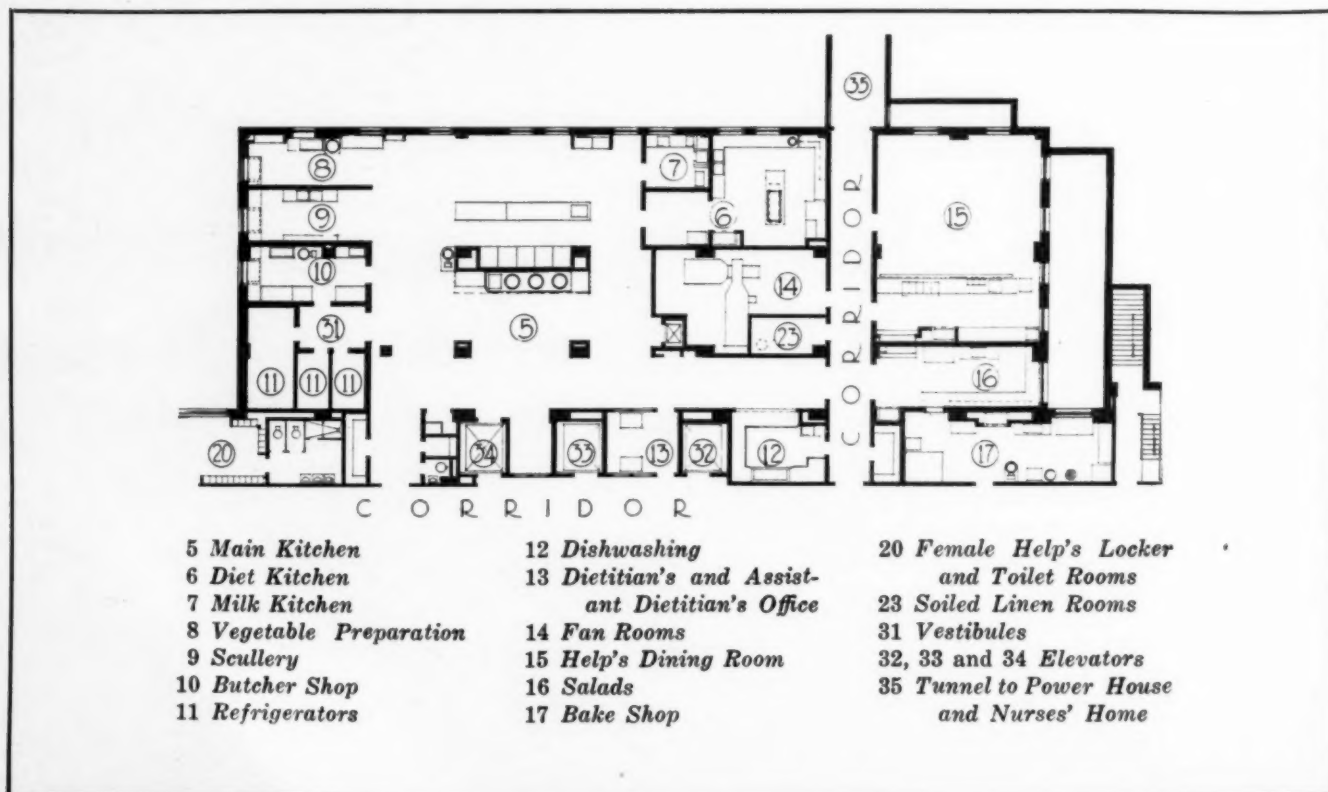 35
8
7
9
6
15
10
14
31
5
23
11 11 11
16
20
34
33
13
32
12
17
CORRIDOR
CORRIDOR
5 Main Kitchen
6 Diet Kitchen
7 Milk Kitchen
8 Vegetable Preparation
9 Scullery
10 Butcher Shop
11 Refrigerators
12 Dishwashing
13 Dietitian's and Assist-
ant Dietitian's Office
14 Fan Rooms
15 Help's Dining Room
16 Salads
17 Bake Shop
20 Female Help's Locker
and Toilet Rooms
23 Soiled Linen Rooms
31 Vestibules
32, 33 and 34 Elevators
35 Tunnel to Power House
and Nurses' Home